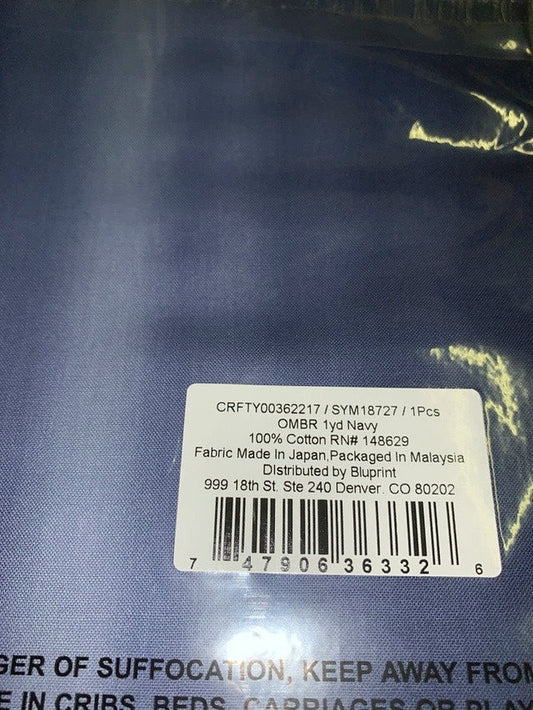 CRFTY00362217 / SYM18727 / 1Pcs
OMBR 1yd Navy
100% Cotton RN# 148629
Fabric Made In Japan,Packaged In Malaysia
Distributed by Bluprint
999 18th St. Ste 240 Denver. CO 80202
7 47906 36332 6
GER OF SUFFOCATION, KEEP AWAY FROM
E IN CRIBS, BEDS, CARRIAGES OR PLAY